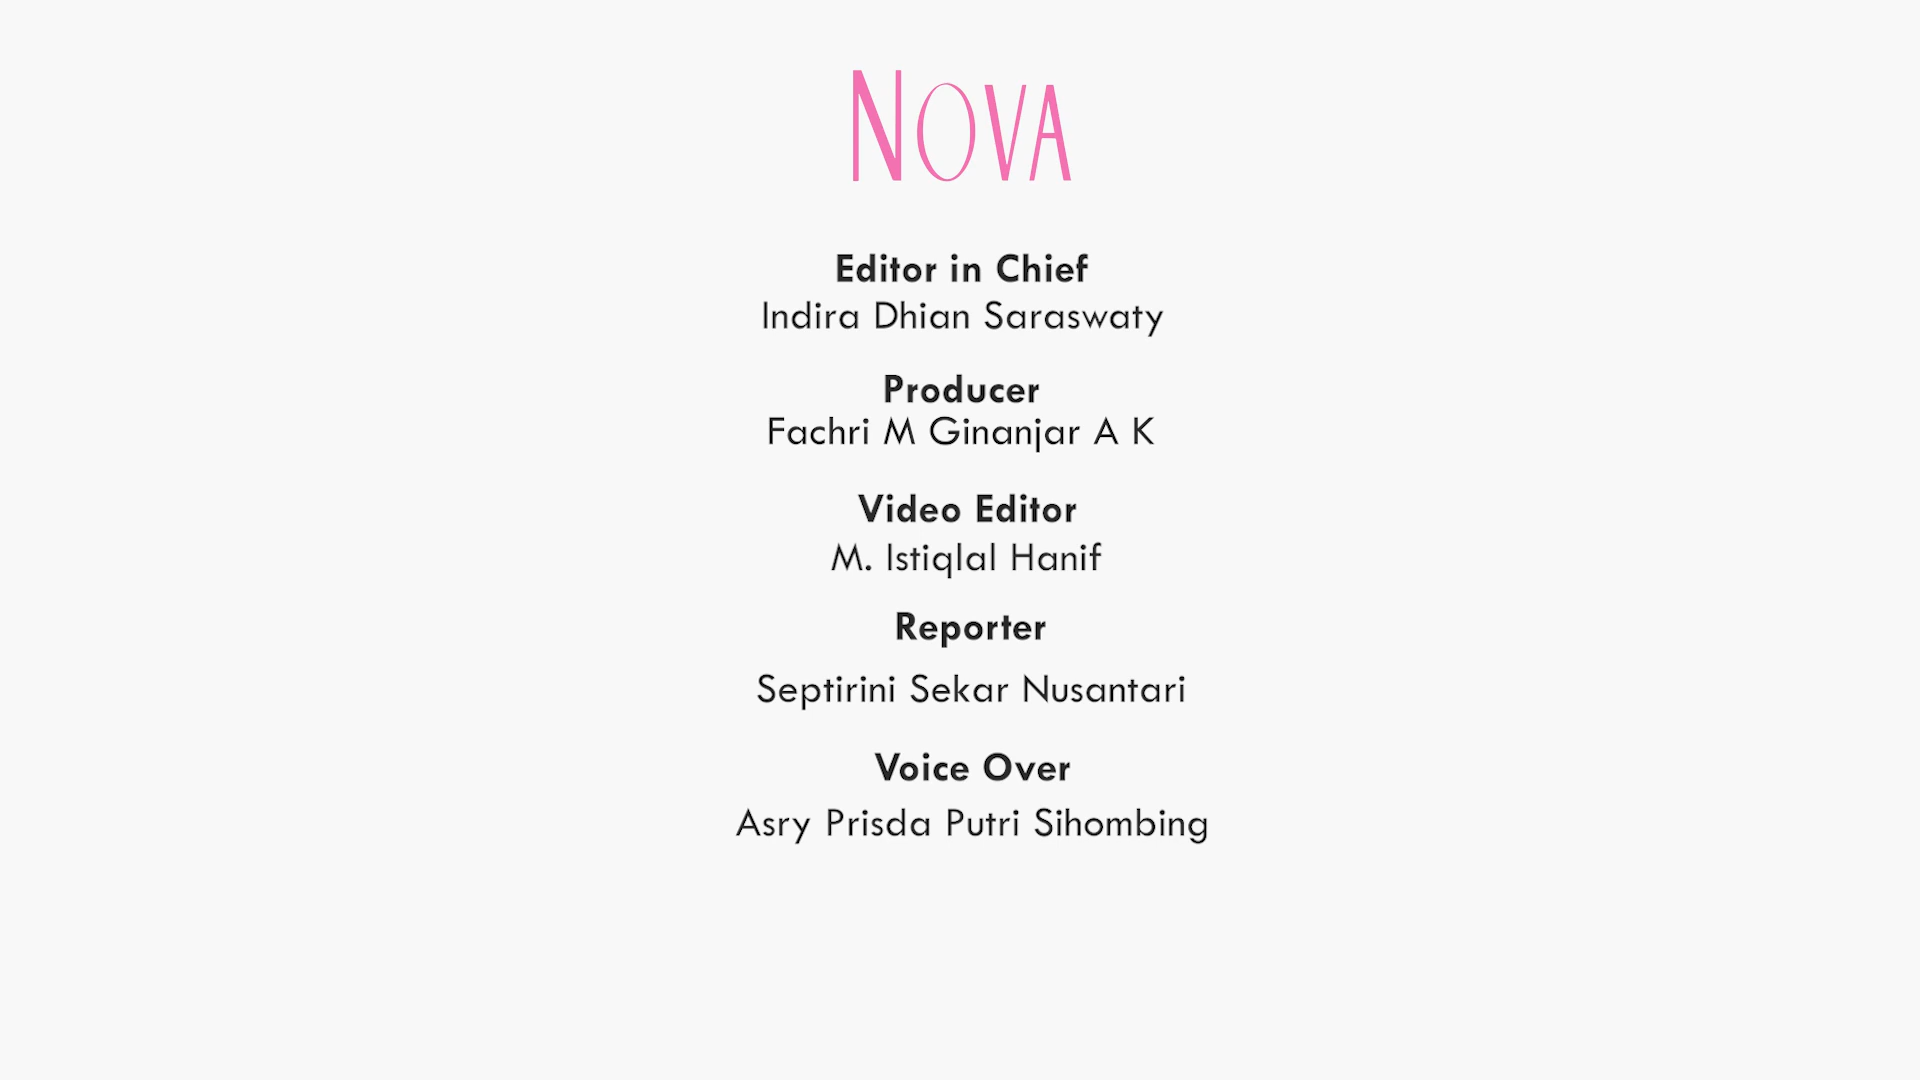 NOVA
Editor in Chief
Indira Dhian Saraswaty
Producer
Fachri M Ginanjar A K
Video Editor
M. Istiqlal Hanif
Reporter
Septirini Sekar Nusantari
Voice Over
Asry Prisda Putri Sihombing